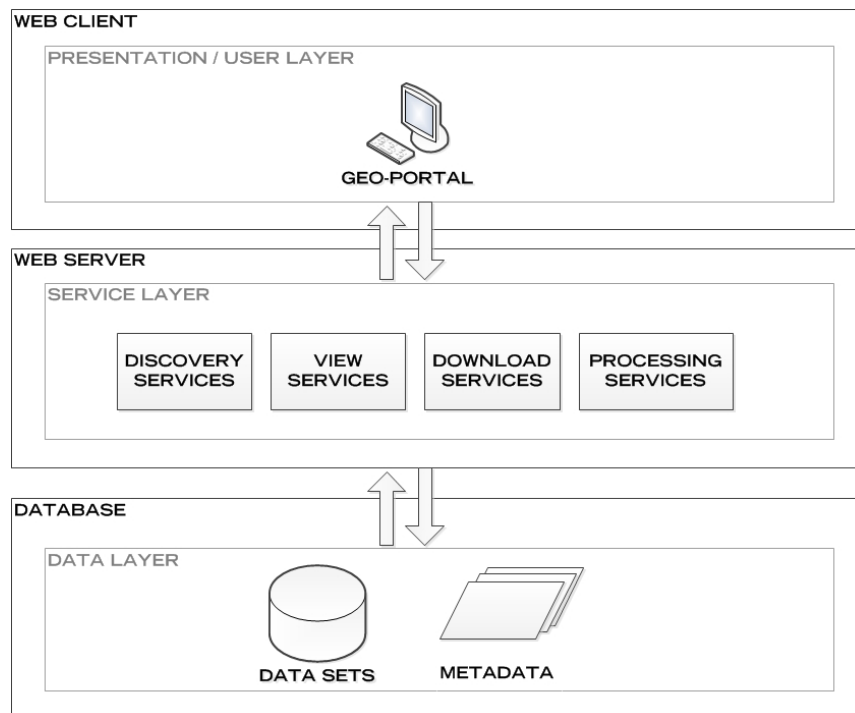 WEB CLIENT
PRESENTATION / USER LAYER
GEO-PORTAL
WEB SERVER
SERVICE LAYER
DISCOVERY
SERVICES
VIEW
SERVICES
DOWNLOAD
SERVICES
PROCESSING
SERVICES
DATABASE
DATA LAYER
DATA SETS
METADATA